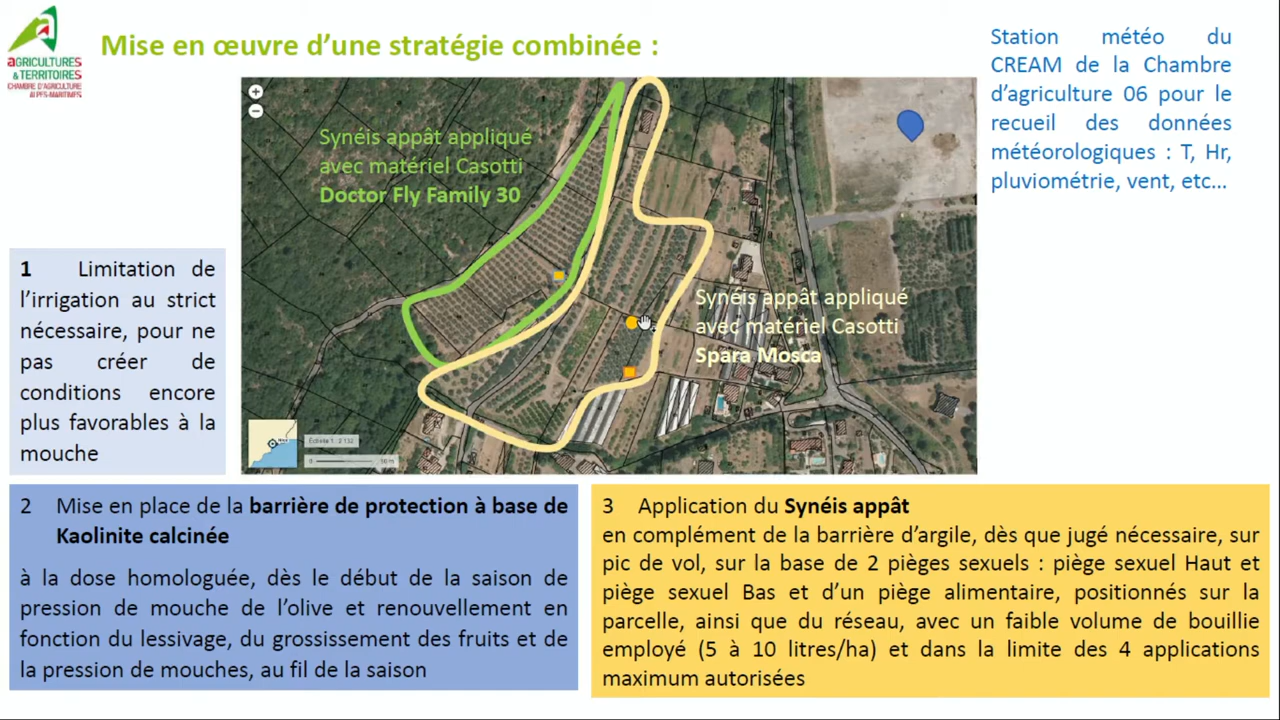 AGRICULTURES
& TERRITOIRES
CHAMBRE D'AGRICULTURE
ALPES-MARITIMES
Mise en œuvre d'une stratégie combinée :
Station météo du
CREAM de la Chambre
d'agriculture 06 pour le
recueil des données
météorologiques : T, Hr,
pluviométrie, vent, etc...
Synéis appât appliqué
avec matériel Casotti
Doctor Fly Family 30
Synéis appât appliqué
avec matériel Casotti
Spara Mosca
1 Limitation de
l'irrigation au strict
nécessaire, pour ne
pas créer de
conditions encore
plus favorables à la
mouche
2 Mise en place de la barrière de protection à base de
Kaolinite calcinée
à la dose homologuée, dès le début de la saison de
pression de mouche de l'olive et renouvellement en
fonction du lessivage, du grossissement des fruits et de
la pression de mouches, au fil de la saison
3 Application du Synéis appât
en complément de la barrière d'argile, dès que jugé nécessaire, sur
pic de vol, sur la base de 2 pièges sexuels : piège sexuel Haut et
piège sexuel Bas et d'un piège alimentaire, positionnés sur la
parcelle, ainsi que du réseau, avec un faible volume de bouillie
employé (5 à 10 litres/ha) et dans la limite des 4 applications
maximum autorisées